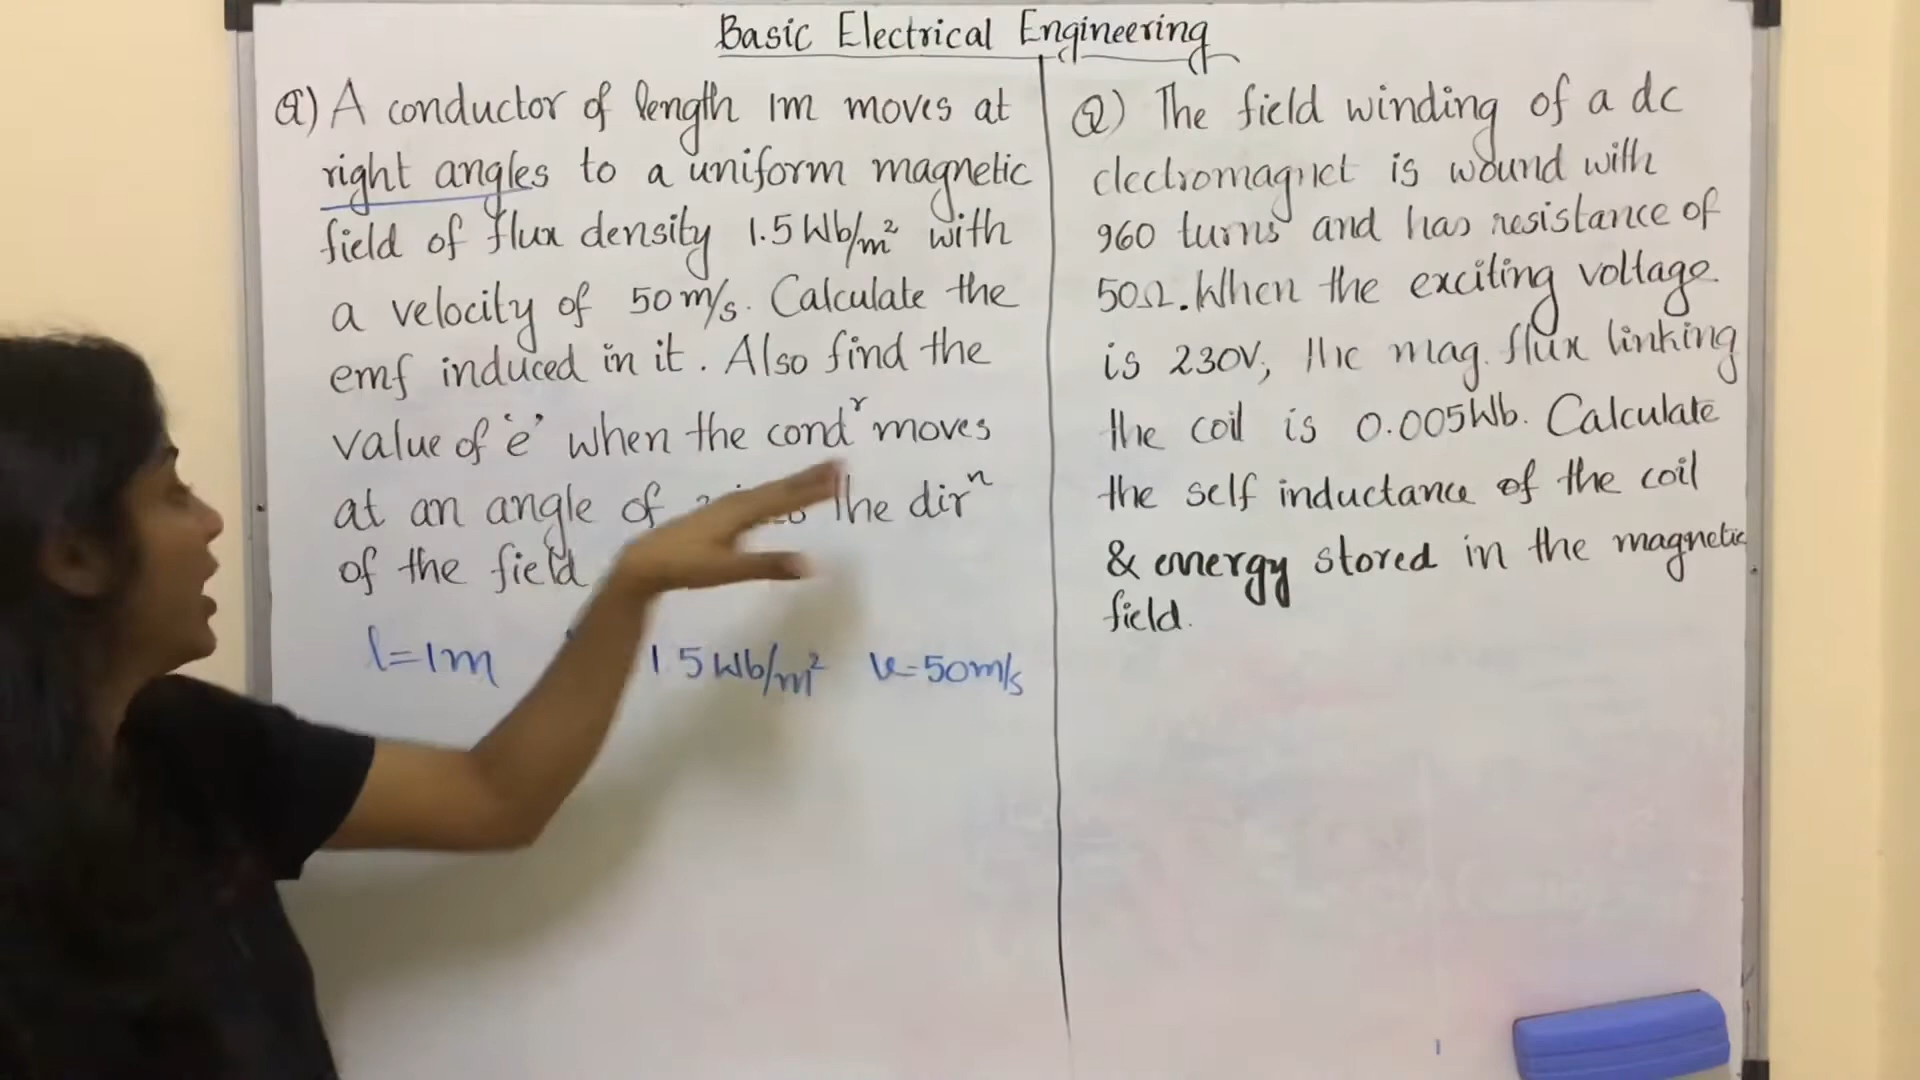 Basic Electrical Engineering
Q) A conductor of length 1m moves at
right angles to a uniform magnetic
field of flux density 1.5 Wb/m² with
a velocity of 50 m/s. Calculate the
emf induced in it. Also find the
value of 'e' when the condʳ moves
at an angle of the dirⁿ
of the field
l=1m 1.5 Wb/m² v=50m/s
Q) The field winding of a dc
electromagnet is wound with
960 turns and has resistance of
50Ω. When the exciting voltage
is 230V, the mag. flux linking
the coil is 0.005Wb. Calculate
the self inductance of the coil
& energy stored in the magnetic
field.